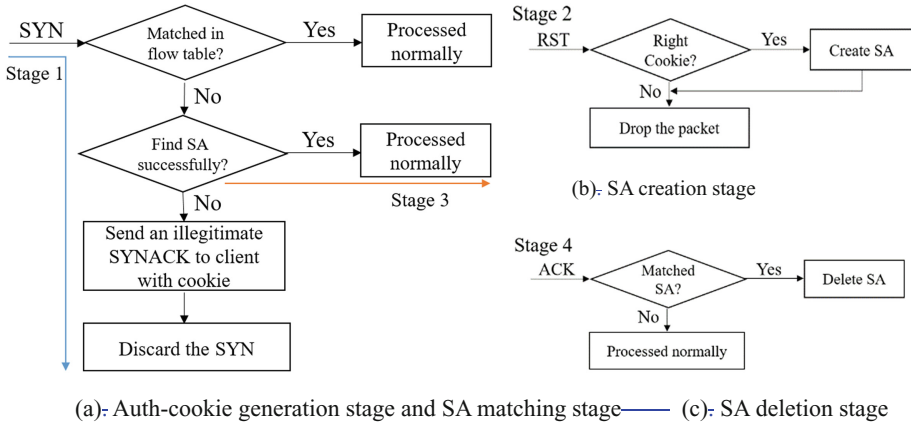 SYN
Matched in
flow table?
Yes
Processed
normally
Stage 1
No
Find SA
successfully?
Yes
Processed
normally
Stage 3
No
Send an illegitimate
SYNACK to client
with cookie
Discard the SYN
Stage 2
RST
Right
Cookie?
Yes
Create SA
No
Drop the packet
(b). SA creation stage
Stage 4
ACK
Matched
SA?
Yes
Delete SA
No
Processed normally
(a). Auth-cookie generation stage and SA matching stage
(c). SA deletion stage